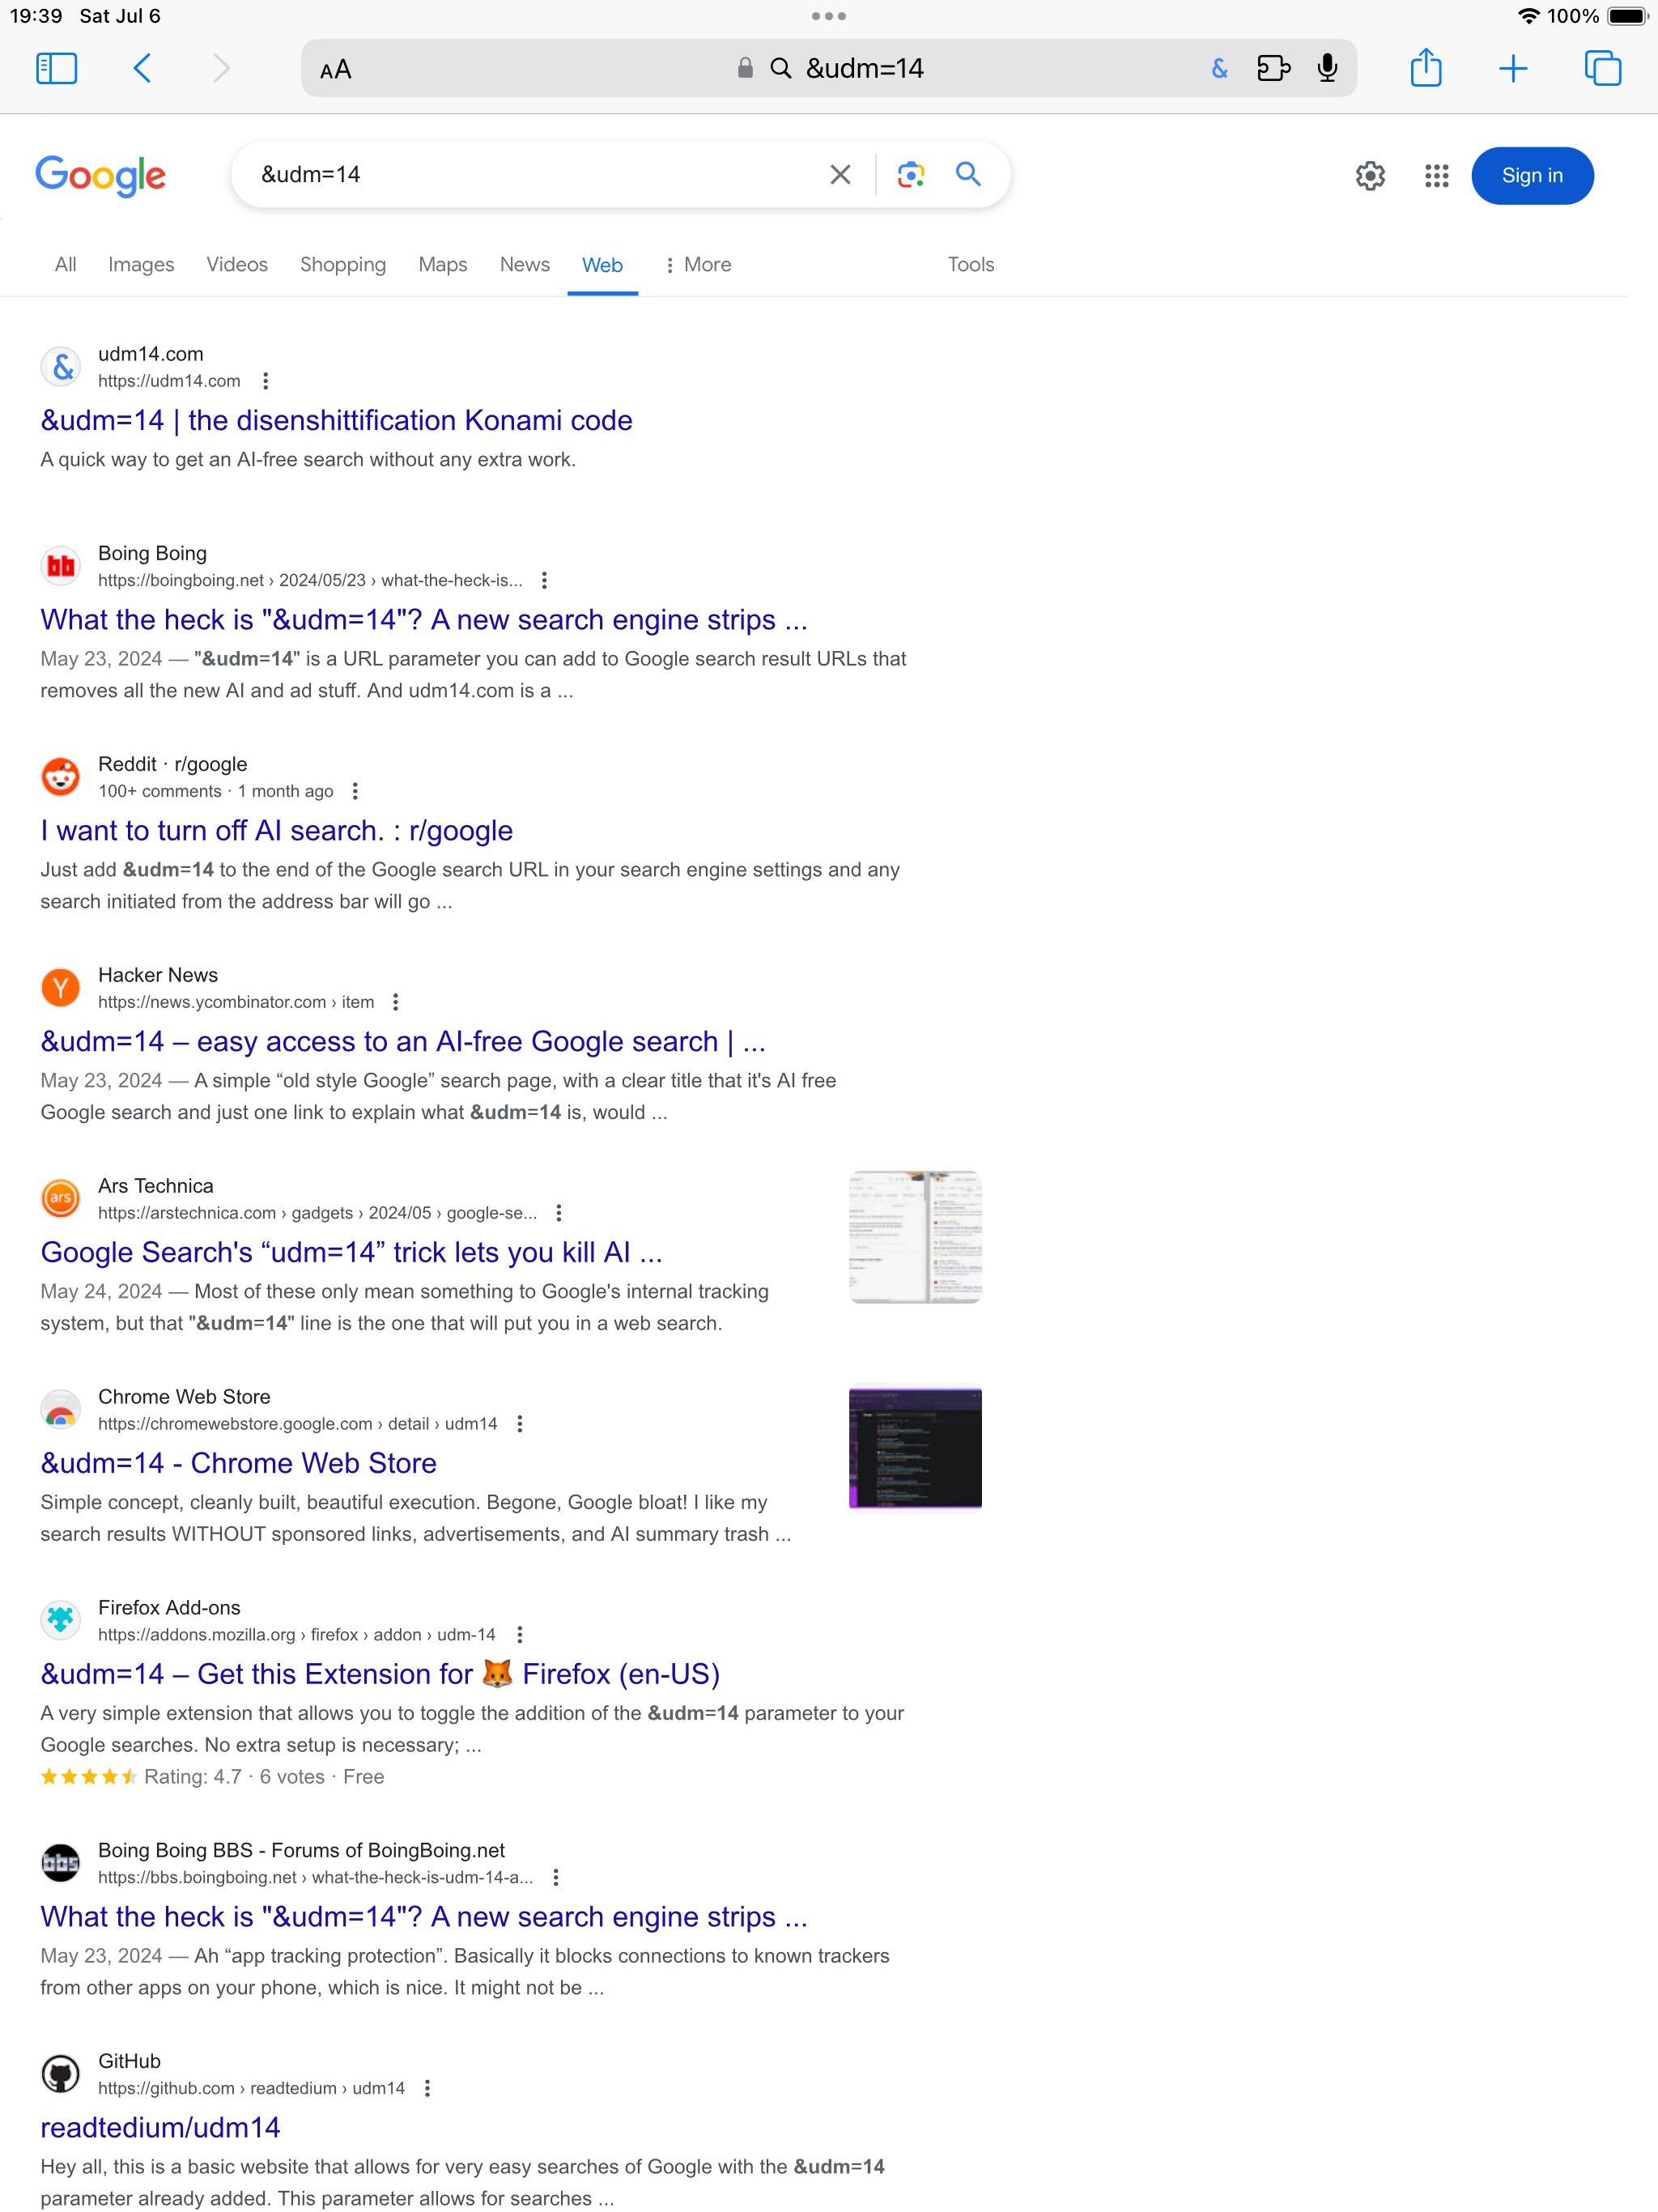 19:39 Sat Jul 6
100%
AA
&udm=14
&
Google
&udm=14
Sign in
All Images Videos Shopping Maps News Web More Tools
&
udm14.com
https://udm14.com
&udm=14 | the disenshittification Konami code
A quick way to get an AI-free search without any extra work.
bb
Boing Boing
https://boingboing.net › 2024/05/23 › what-the-heck-is...
What the heck is "&udm=14"? A new search engine strips ...
May 23, 2024 — "&udm=14" is a URL parameter you can add to Google search result URLs that
removes all the new AI and ad stuff. And udm14.com is a ...
Reddit · r/google
100+ comments · 1 month ago
I want to turn off AI search. : r/google
Just add &udm=14 to the end of the Google search URL in your search engine settings and any
search initiated from the address bar will go ...
Y
Hacker News
https://news.ycombinator.com › item
&udm=14 – easy access to an AI-free Google search | ...
May 23, 2024 — A simple “old style Google” search page, with a clear title that it's AI free
Google search and just one link to explain what &udm=14 is, would ...
ars
Ars Technica
https://arstechnica.com › gadgets › 2024/05 › google-se...
Google Search's “udm=14” trick lets you kill AI ...
May 24, 2024 — Most of these only mean something to Google's internal tracking
system, but that "&udm=14" line is the one that will put you in a web search.
Chrome Web Store
https://chromewebstore.google.com › detail › udm14
&udm=14 - Chrome Web Store
Simple concept, cleanly built, beautiful execution. Begone, Google bloat! I like my
search results WITHOUT sponsored links, advertisements, and AI summary trash ...
Firefox Add-ons
https://addons.mozilla.org › firefox › addon › udm-14
&udm=14 – Get this Extension for 🦊 Firefox (en-US)
A very simple extension that allows you to toggle the addition of the &udm=14 parameter to your
Google searches. No extra setup is necessary; ...
Rating: 4.7 · 6 votes · Free
bbs
Boing Boing BBS - Forums of BoingBoing.net
https://bbs.boingboing.net › what-the-heck-is-udm-14-a...
What the heck is "&udm=14"? A new search engine strips ...
May 23, 2024 — Ah “app tracking protection”. Basically it blocks connections to known trackers
from other apps on your phone, which is nice. It might not be ...
GitHub
https://github.com › readtedium › udm14
readtedium/udm14
Hey all, this is a basic website that allows for very easy searches of Google with the &udm=14
parameter already added. This parameter allows for searches ...